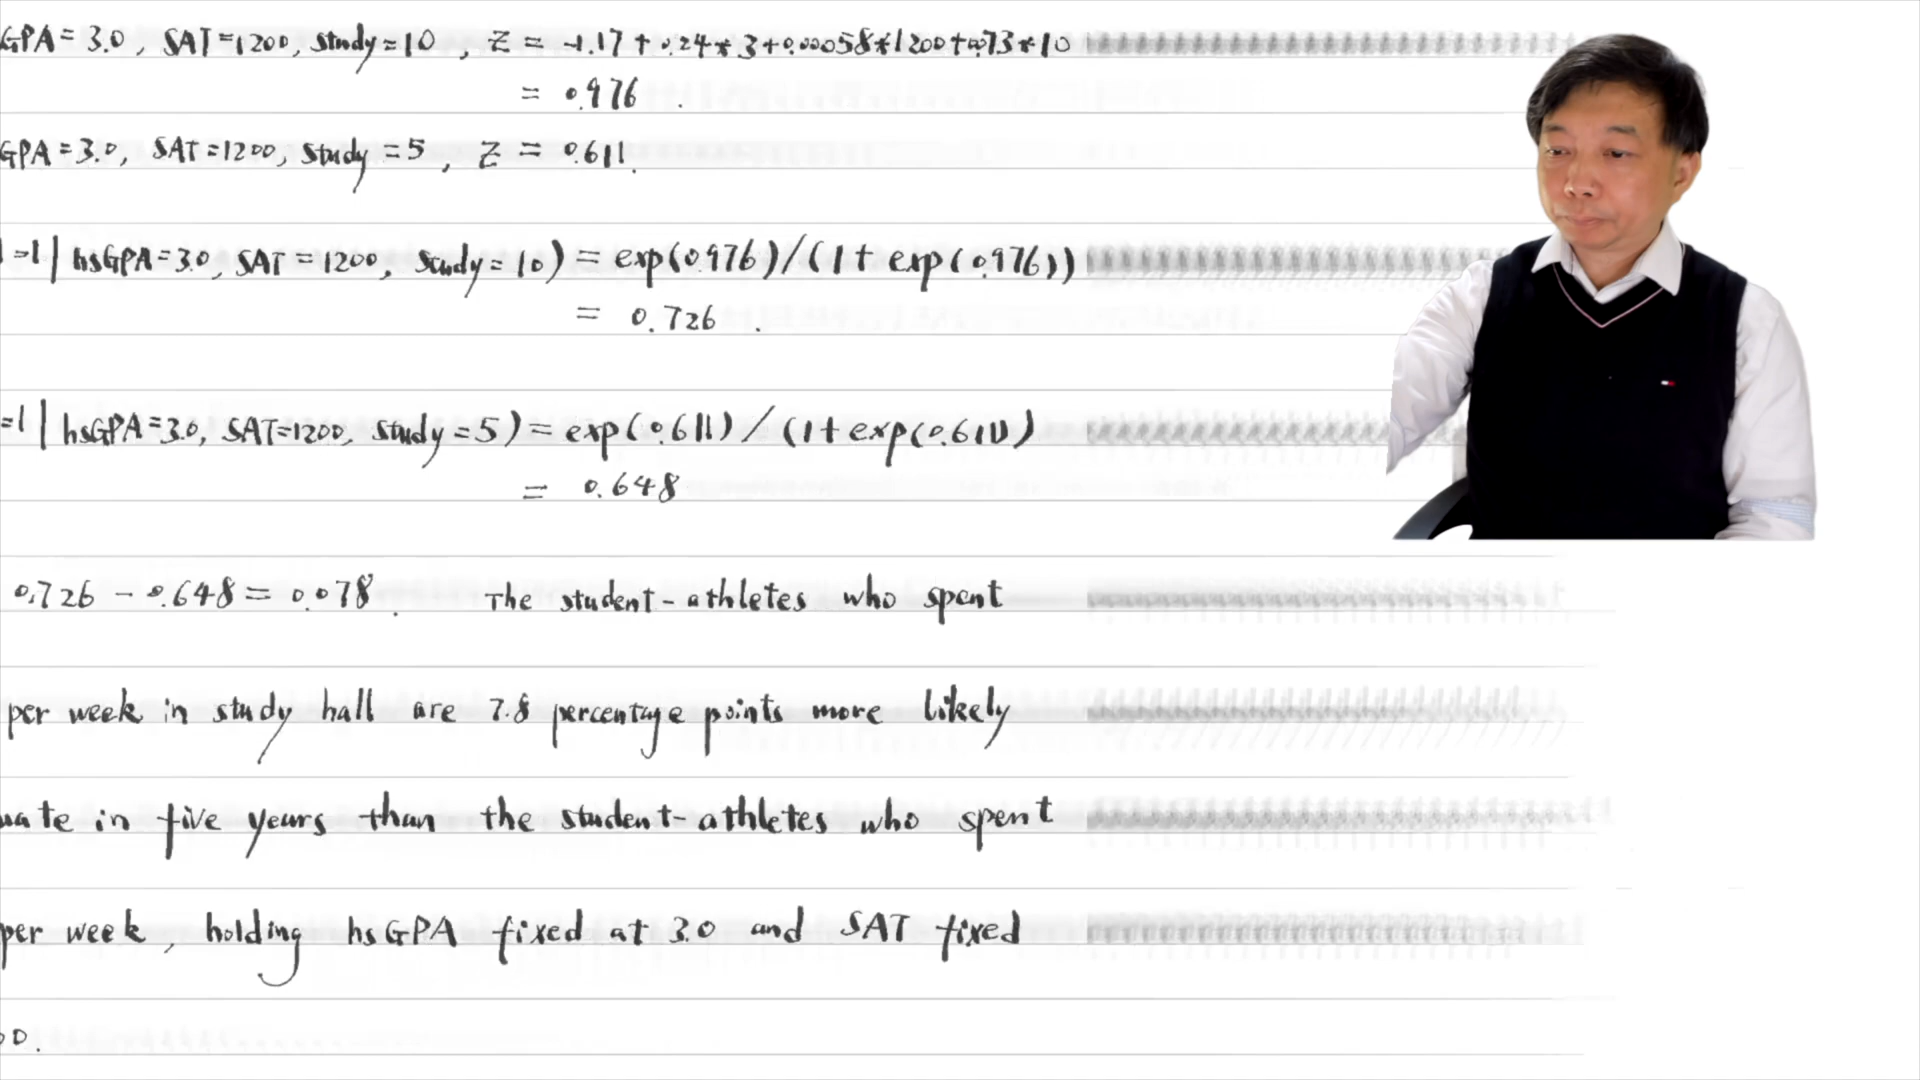 GPA = 3.0, SAT=1200, study=10, Z = -1.17 + 0.24*3+0.00058*1200+0.73*10
= 0.976.
GPA = 3.0, SAT=1200, study=5, Z = 0.611.
=1| hsGPA=3.0, SAT=1200, study=10) = exp(0.976)/(1+exp(0.976))
= 0.726.
=1| hsGPA=3.0, SAT=1200, study=5) = exp(0.611)/(1+exp(0.611))
= 0.648
0.726 - 0.648 = 0.078. The student-athletes who spent
per week in study hall are 7.8 percentage points more likely
uate in five years than the student-athletes who spent
per week, holding hsGPA fixed at 3.0 and SAT fixed
0.